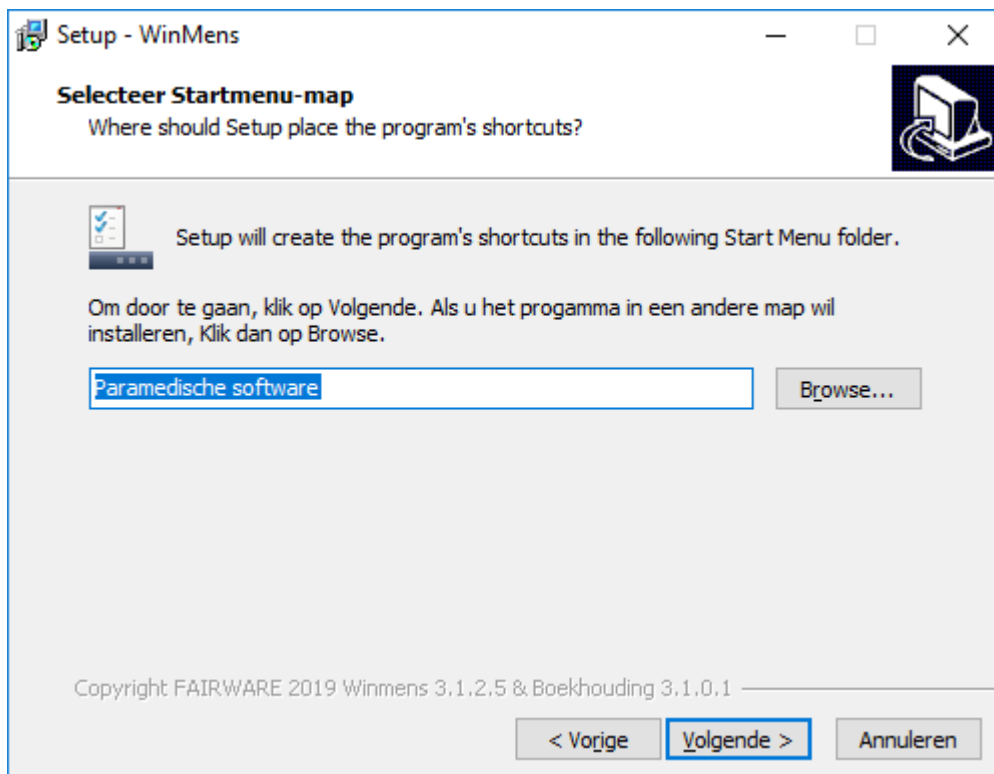 Setup - WinMens
Selecteer Startmenu-map
Where should Setup place the program's shortcuts?
Setup will create the program's shortcuts in the following Start Menu folder.
Om door te gaan, klik op Volgende. Als u het progamma in een andere map wil
installeren, Klik dan op Browse.
Paramedische software
Browse...
Copyright FAIRWARE 2019 Winmens 3.1.2.5 & Boekhouding 3.1.0.1
< Vorige
Volgende >
Annuleren